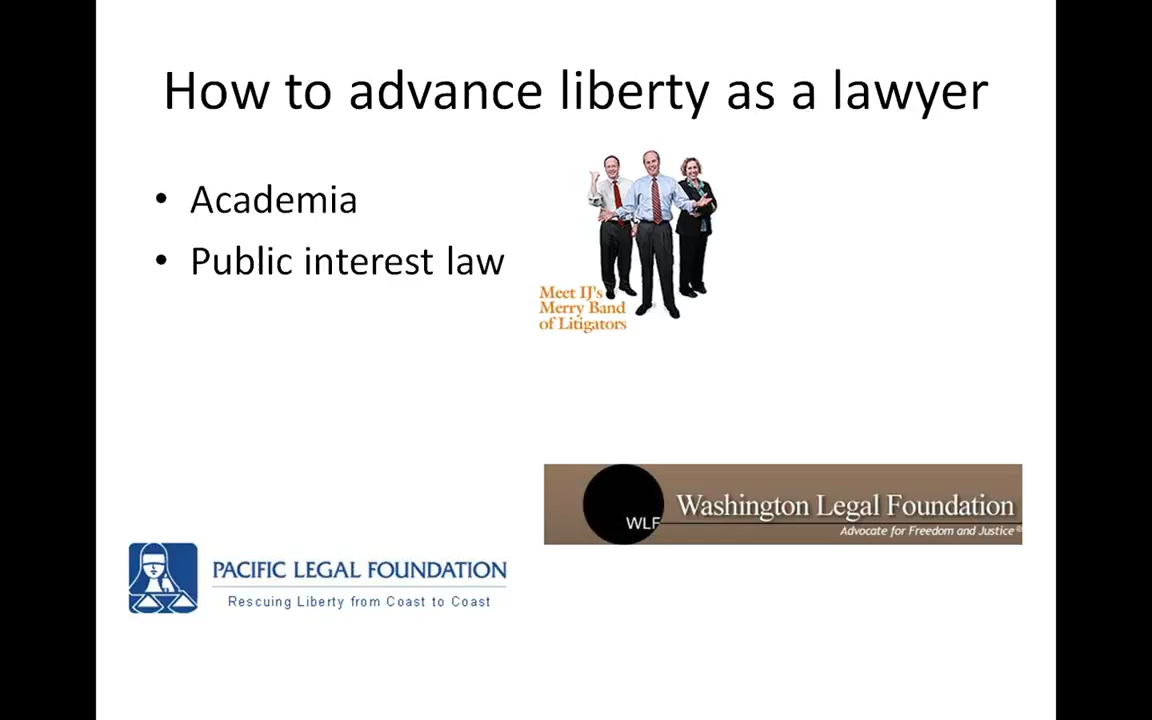 How to advance liberty as a lawyer
• Academia
• Public interest law
Meet IJ's
Merry Band
of Litigators
WLF
Washington Legal Foundation
Advocate for Freedom and Justice®
PACIFIC LEGAL FOUNDATION
Rescuing Liberty from Coast to Coast